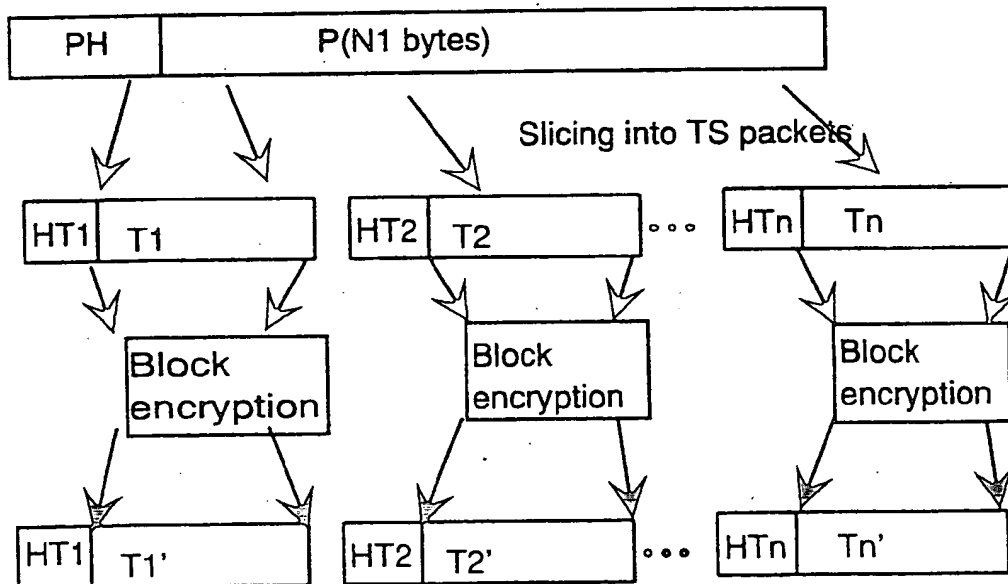 PH P(N1 bytes)
Slicing into TS packets
HT1 T1 HT2 T2 HTn Tn
Block Block Block
encryption encryption encryption
HT1 T1' HT2 T2' HTn Tn'